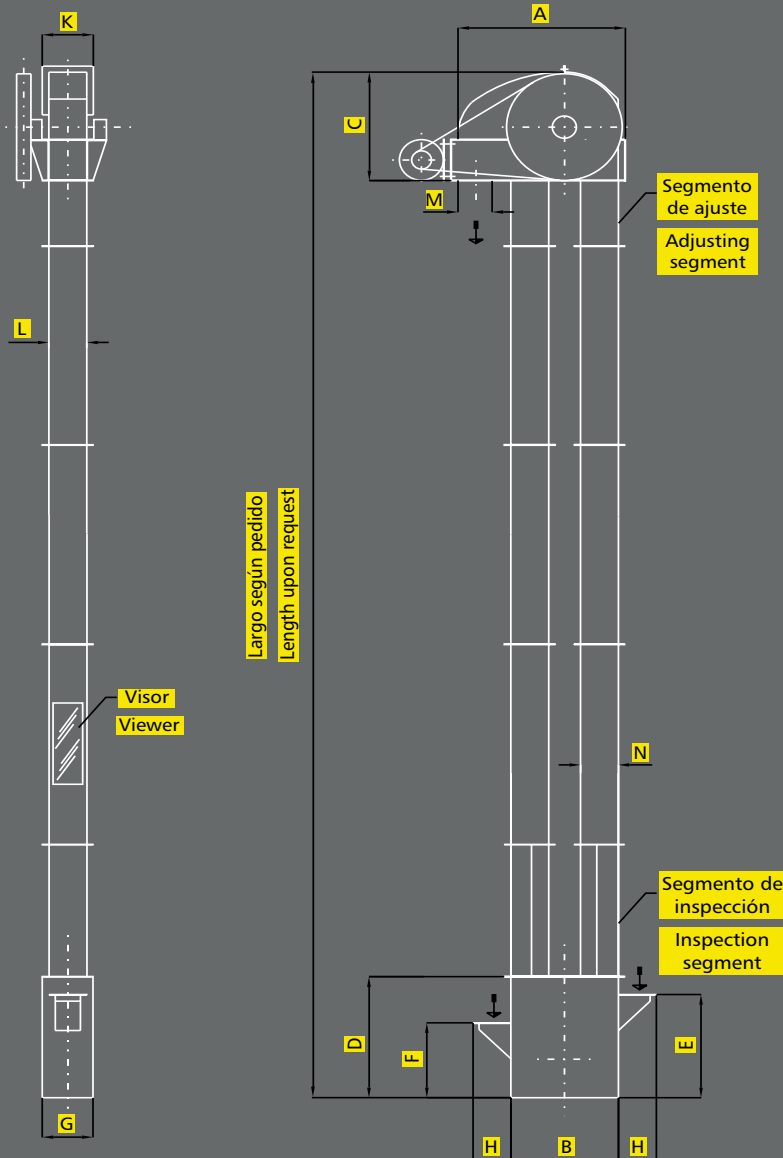 K
A
C
M
Segmento
de ajuste
Adjusting
segment
L
Largo según pedido
Length upon request
Visor
Viewer
N
Segmento de
inspección
Inspection
segment
D
F
E
G
H
B
H